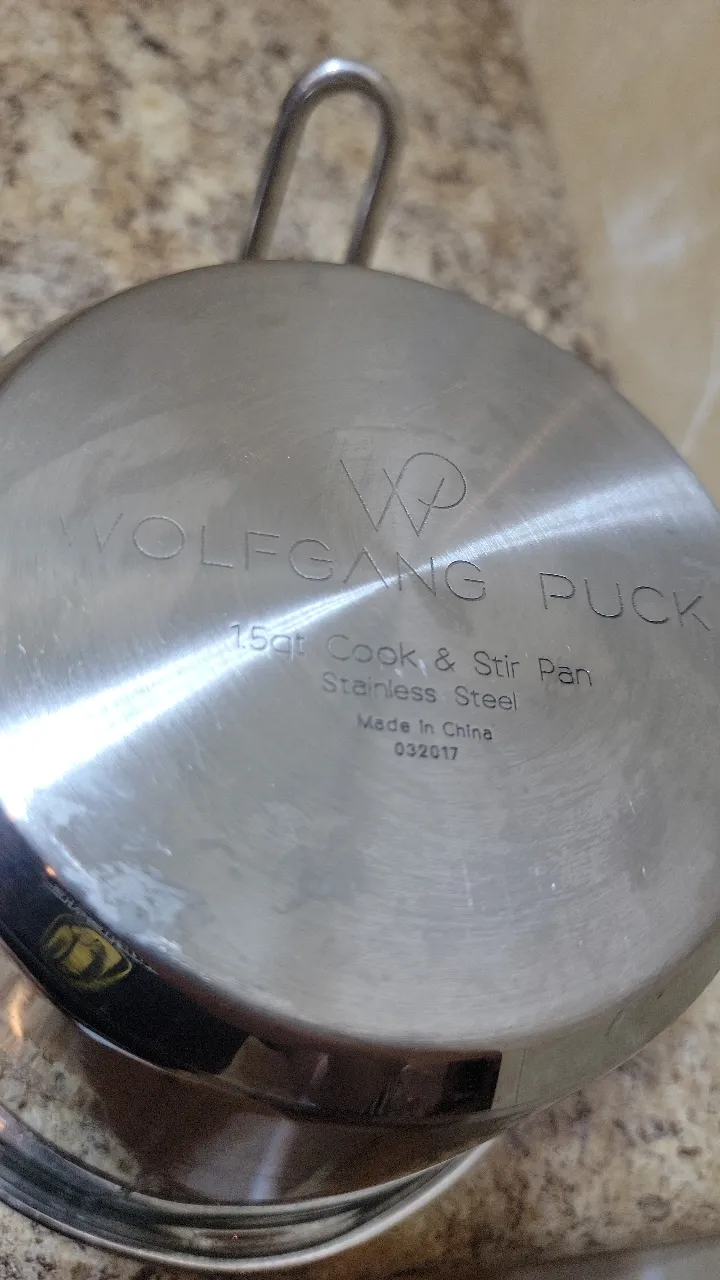 WP
WOLFGANG PUCK
1.5qt Cook & Stir Pan
Stainless Steel
Made in China
032017